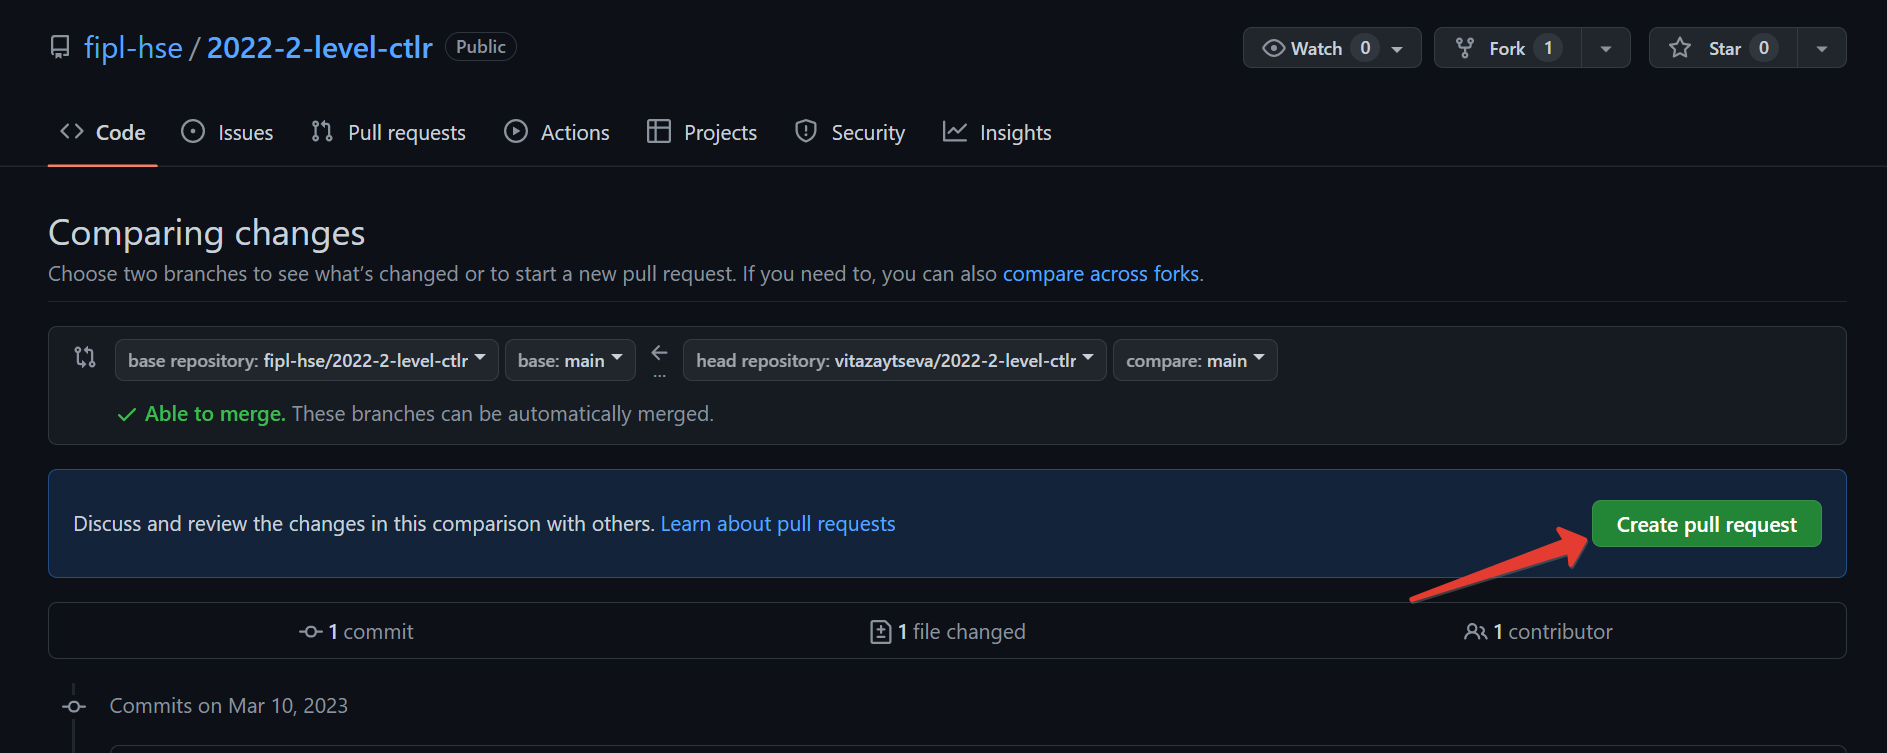 fipl-hse / 2022-2-level-ctlr Public
Watch 0 Fork 1 Star 0
Code Issues Pull requests Actions Projects Security Insights
Comparing changes
Choose two branches to see what's changed or to start a new pull request. If you need to, you can also compare across forks.
base repository: fipl-hse/2022-2-level-ctlr base: main ... head repository: vitazaytseva/2022-2-level-ctlr compare: main
Able to merge. These branches can be automatically merged.
Discuss and review the changes in this comparison with others. Learn about pull requests
Create pull request
1 commit 1 file changed 1 contributor
Commits on Mar 10, 2023